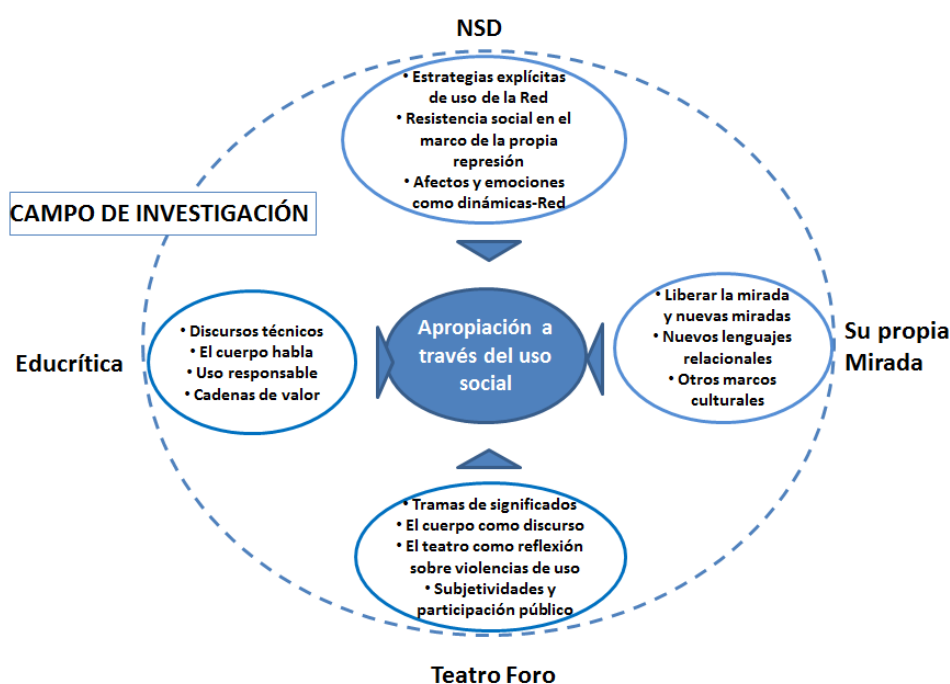 NSD
• Estrategias explícitas
de uso de la Red
• Resistencia social en el
marco de la propia
represión
• Afectos y emociones
como dinámicas-Red
CAMPO DE INVESTIGACIÓN
Educrítica
• Discursos técnicos
• El cuerpo habla
• Uso responsable
• Cadenas de valor
Apropiación a
través del uso
social
• Liberar la mirada
y nuevas miradas
• Nuevos lenguajes
relacionales
• Otros marcos
culturales
Su propia
Mirada
• Tramas de significados
• El cuerpo como discurso
• El teatro como reflexión
sobre violencias de uso
• Subjetividades y
participación público
Teatro Foro